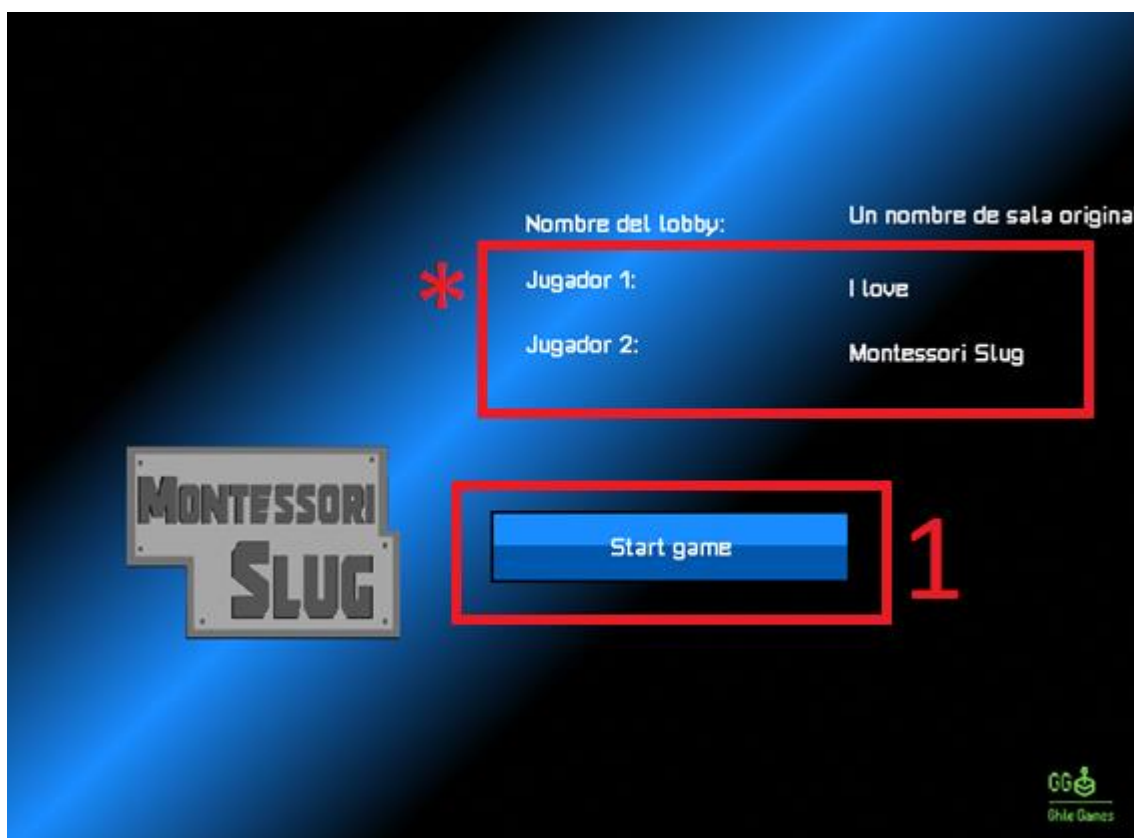 Nombre del lobby:
Un nombre de sala origina
*
Jugador 1:
I love
Jugador 2:
Montessori Slug
MONTESSORI
SLUG
Start game
1
GG
Ghile Games